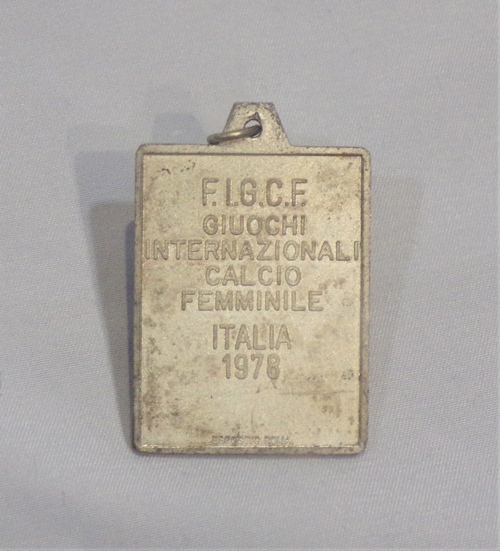 F.I.G.C.F.
GIUOCHI
INTERNAZIONALI
CALCIO
FEMMINILE
ITALIA
1978